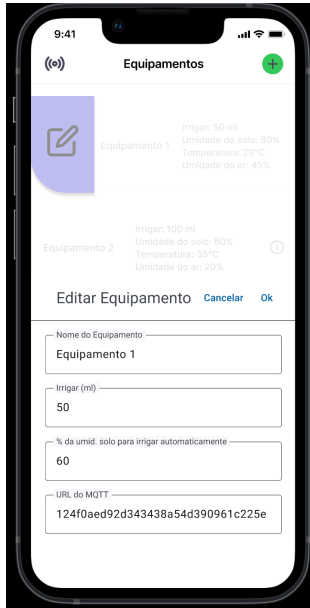 9:41
Equipamentos
Equipamento 1
Irrigar: 50 ml
Umidade do solo: 80%
Temperatura: 29°C
Umidade do ar: 45%
Equipamento 2
Irrigar: 100 ml
Umidade do solo: 60%
Temperatura: 35°C
Umidade do ar: 20%
Editar Equipamento Cancelar Ok
Nome do Equipamento
Equipamento 1
Irrigar (ml)
50
% da umid. solo para irrigar automaticamente
60
URL do MQTT
124f0aed92d343438a54d390961c225e